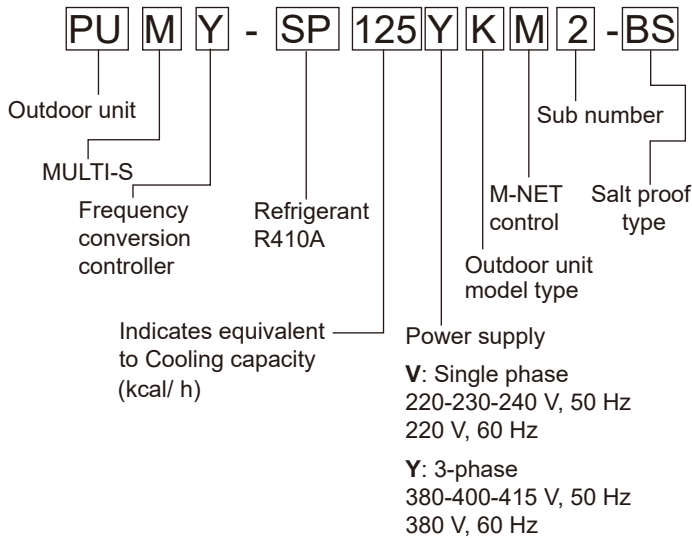 PU M Y - SP 125 Y K M 2 -BS
Outdoor unit
Sub number
MULTI-S
Frequency
conversion
controller
Refrigerant
R410A
M-NET
control
Salt proof
type
Outdoor unit
model type
Indicates equivalent
to Cooling capacity
(kcal/ h)
Power supply
V: Single phase
220-230-240 V, 50 Hz
220 V, 60 Hz
Y: 3-phase
380-400-415 V, 50 Hz
380 V, 60 Hz